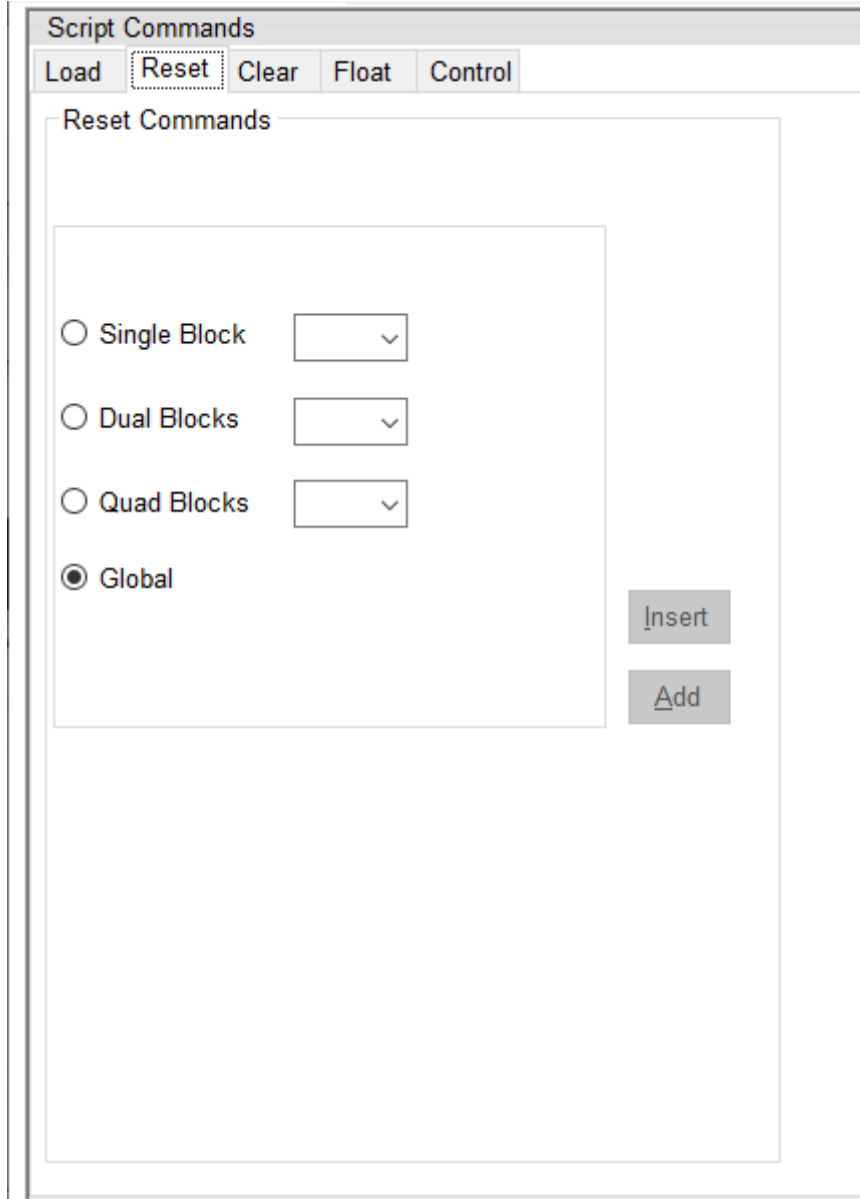 Script Commands
Load Reset Clear Float Control
Reset Commands
Single Block
Dual Blocks
Quad Blocks
Global
Insert
Add